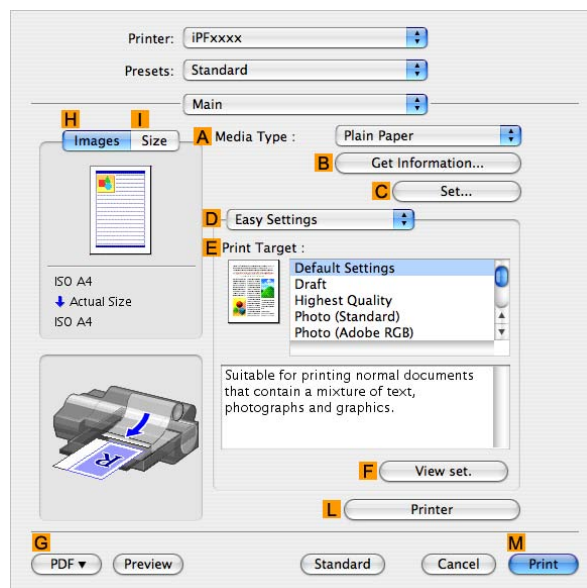 Printer: iPFxxxx
Presets: Standard
Main
H I
Images Size
A Media Type : Plain Paper
B Get Information...
C Set...
D Easy Settings
E Print Target :
Default Settings
Draft
Highest Quality
Photo (Standard)
Photo (Adobe RGB)
ISO A4
Actual Size
ISO A4
Suitable for printing normal documents
that contain a mixture of text,
photographs and graphics.
R
F View set.
L Printer
G M
PDF▼ Preview Standard Cancel Print